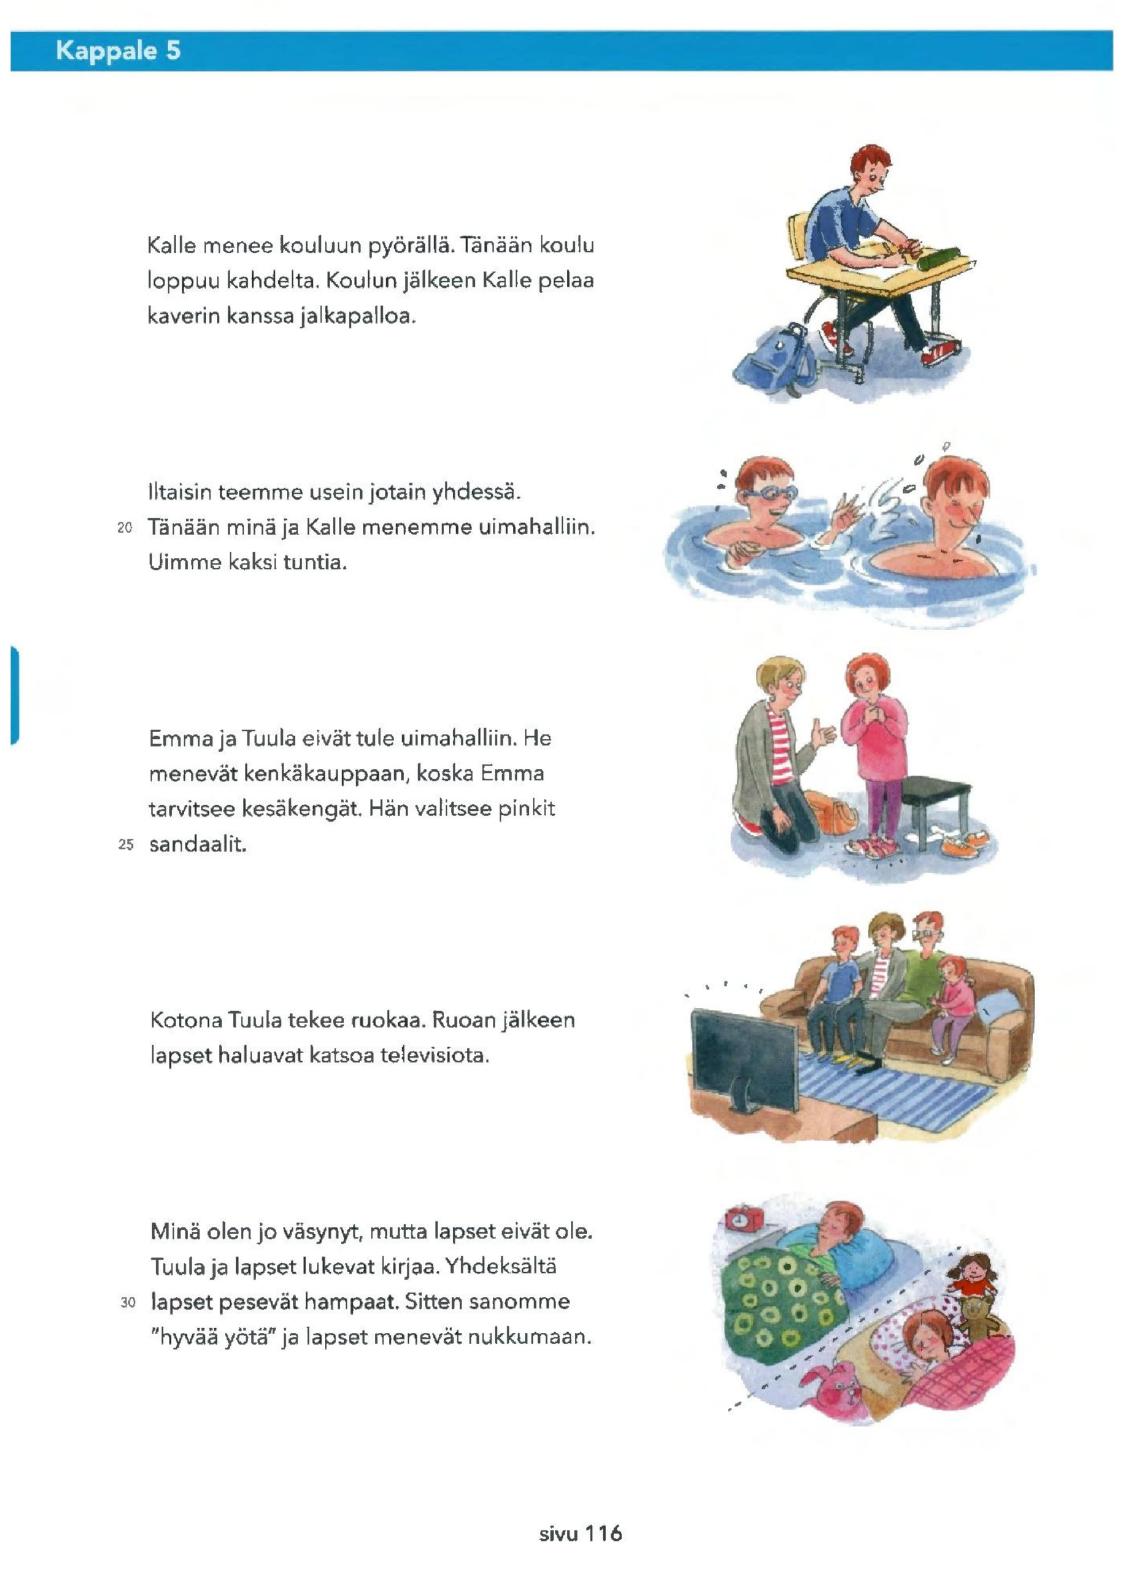 Kappale 5
Kalle menee kouluun pyörällä. Tänään koulu
loppuu kahdelta. Koulun jälkeen Kalle pelaa
kaverin kanssa jalkapalloa.
Iltaisin teemme usein jotain yhdessä.
20 Tänään minä ja Kalle menemme uimahalliin.
Uimme kaksi tuntia.
Emma ja Tuula eivät tule uimahalliin. He
menevät kenkäkauppaan, koska Emma
tarvitsee kesäkengät. Hän valitsee pinkit
25 sandaalit.
Kotona Tuula tekee ruokaa. Ruoan jälkeen
lapset haluavat katsoa televisiota.
Minä olen jo väsynyt, mutta lapset eivät ole.
Tuula ja lapset lukevat kirjaa. Yhdeksältä
30 lapset pesevät hampaat. Sitten sanomme
"hyvää yötä" ja lapset menevät nukkumaan.
sivu 116